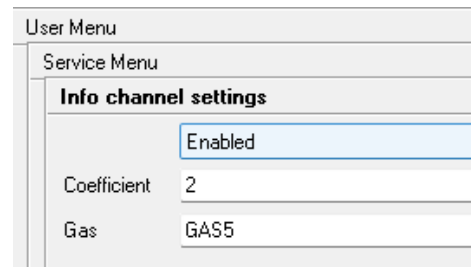 User Menu
Service Menu
Info channel settings
Enabled
Coefficient 2
Gas GAS5